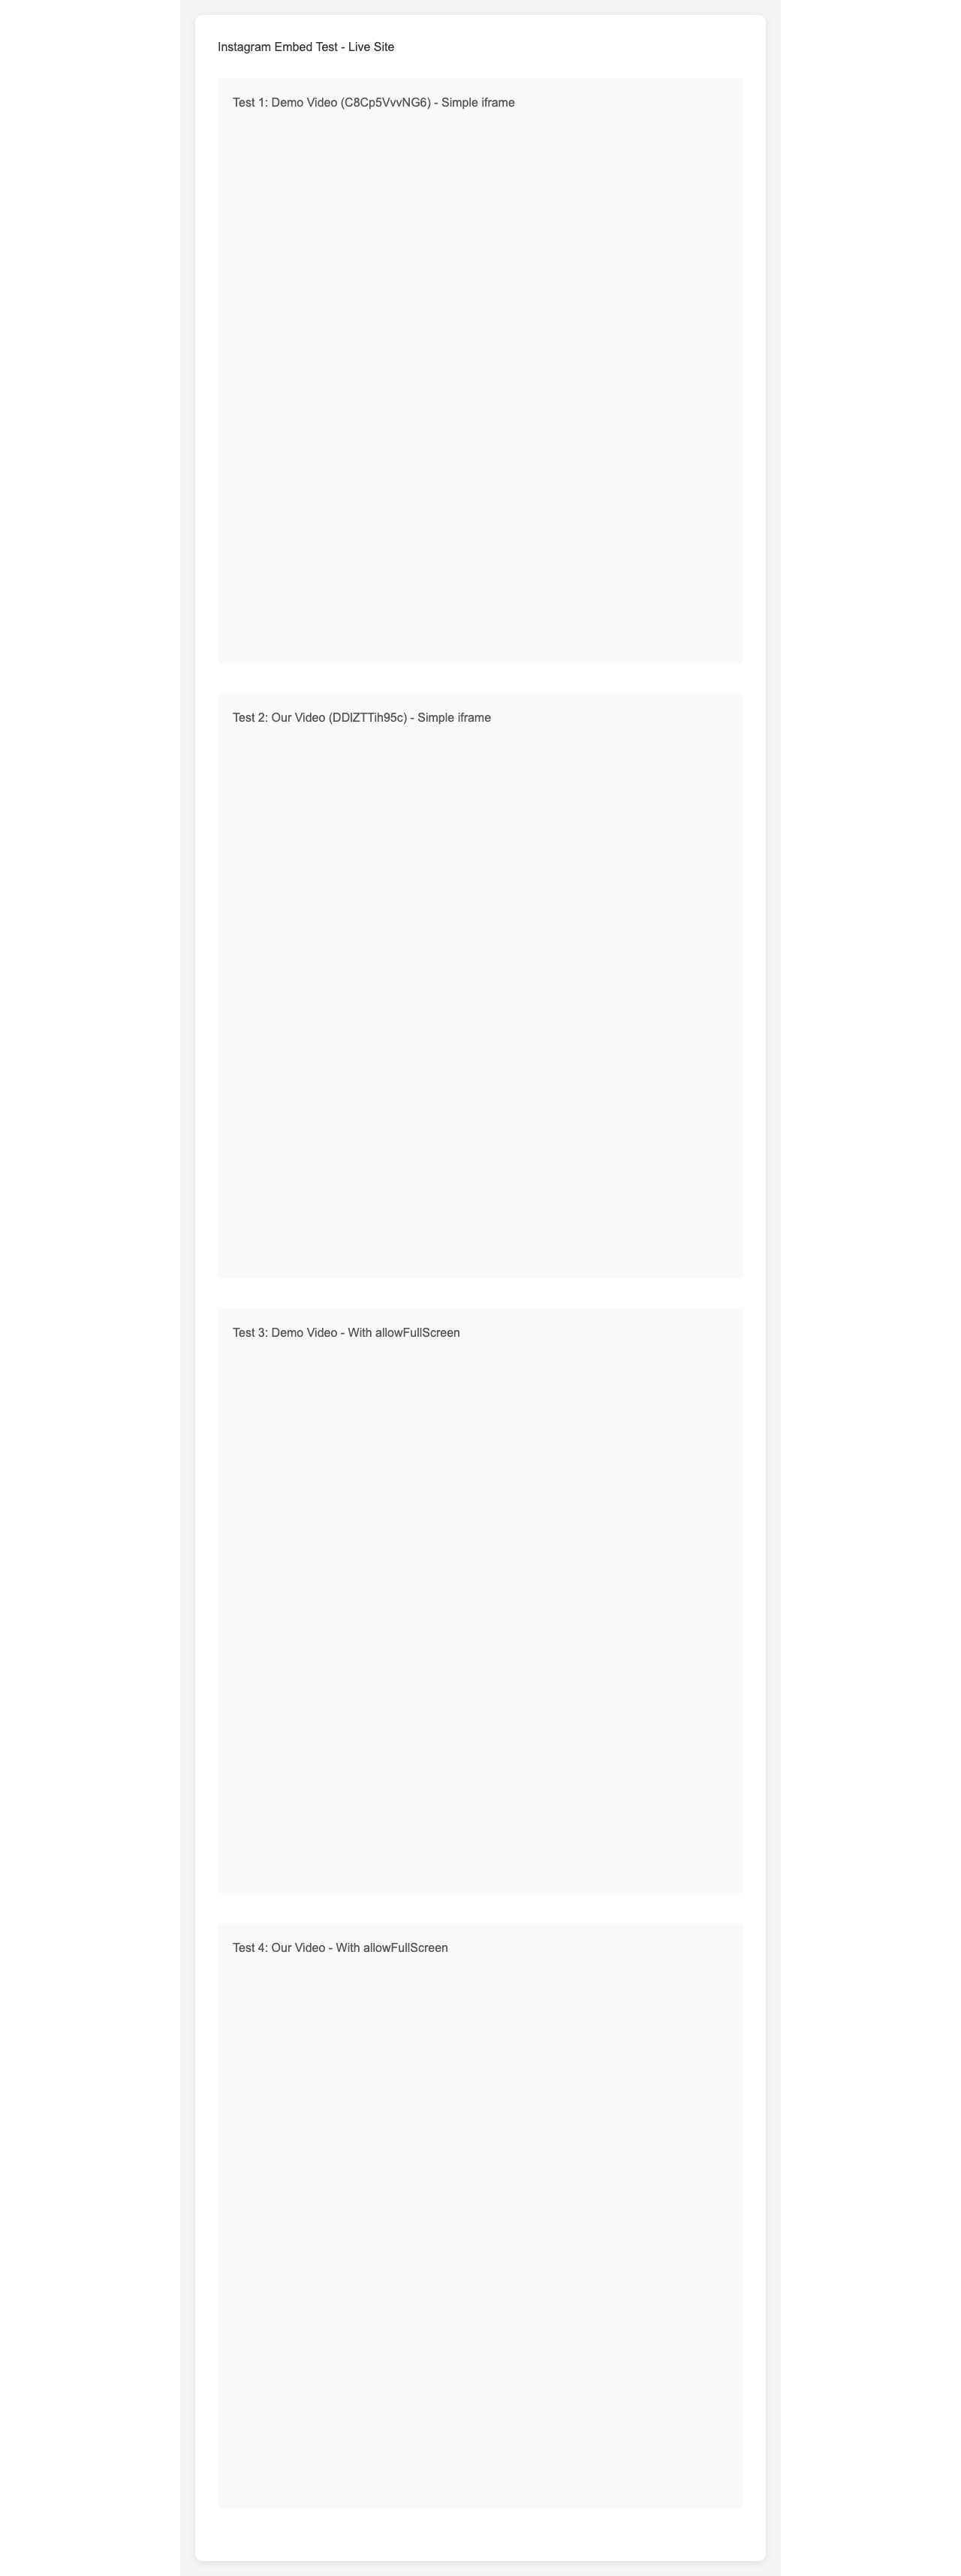 Instagram Embed Test - Live Site
Test 1: Demo Video (C8Cp5VvvNG6) - Simple iframe
Test 2: Our Video (DDlZTTih95c) - Simple iframe
Test 3: Demo Video - With allowFullScreen
Test 4: Our Video - With allowFullScreen